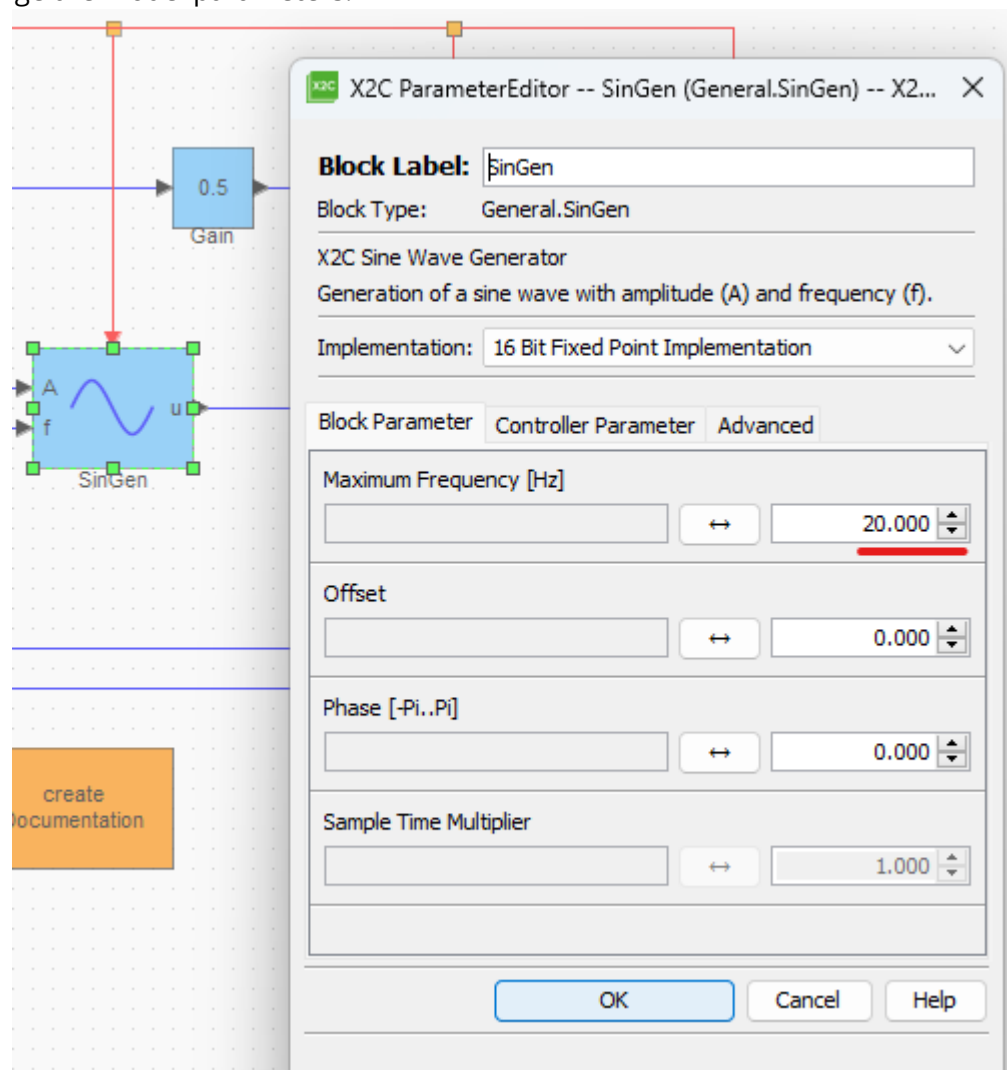 X2C ParameterEditor -- SinGen (General.SinGen) -- X2...
X2C
Block Label: SinGen
Block Type: General.SinGen
X2C Sine Wave Generator
Generation of a sine wave with amplitude (A) and frequency (f).
Implementation: 16 Bit Fixed Point Implementation
Block Parameter Controller Parameter Advanced
Maximum Frequency [Hz]
↔ 20.000
Offset
↔ 0.000
Phase [-Pi..Pi]
↔ 0.000
Sample Time Multiplier
↔ 1.000
OK Cancel Help
0.5
Gain
A
f
u
SinGen
create